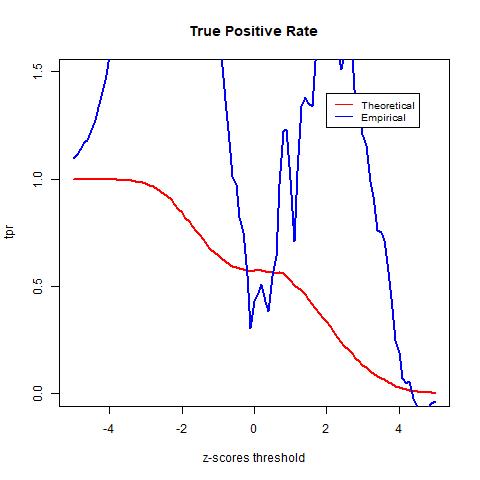 True Positive Rate
1.5
1.0
0.5
0.0
tpr
Theoretical
Empirical
-4
-2
0
2
4
z-scores threshold